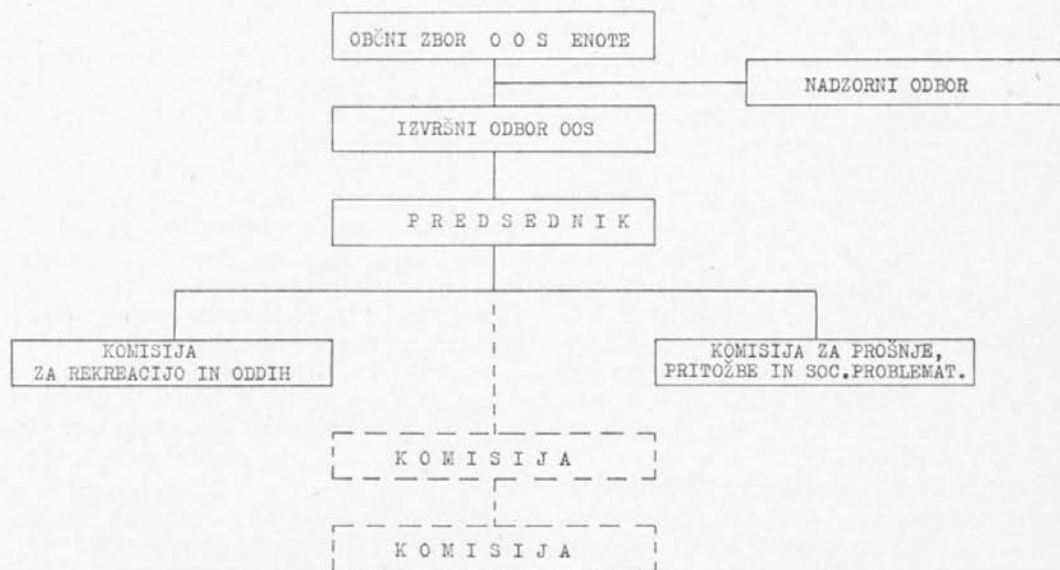 OBČNI ZBOR O O S ENOTE
NADZORNI ODBOR
IZVRŠNI ODBOR OOS
P R E D S E D N I K
KOMISIJA
ZA REKREACIJO IN ODDIH
KOMISIJA ZA PROŠNJE,
PRITOŽBE IN SOC.PROBLEMAT.
K O M I S I J A
K O M I S I J A